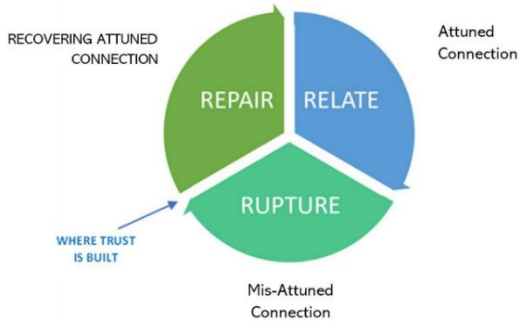 RECOVERING ATTUNED
CONNECTION
Attuned
Connection
REPAIR
RELATE
RUPTURE
WHERE TRUST
IS BUILT
Mis-Attuned
Connection